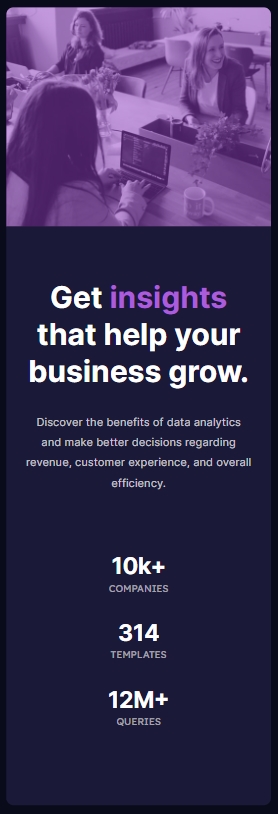 Get insights
that help your
business grow.
Discover the benefits of data analytics
and make better decisions regarding
revenue, customer experience, and overall
efficiency.
10k+
COMPANIES
314
TEMPLATES
12M+
QUERIES